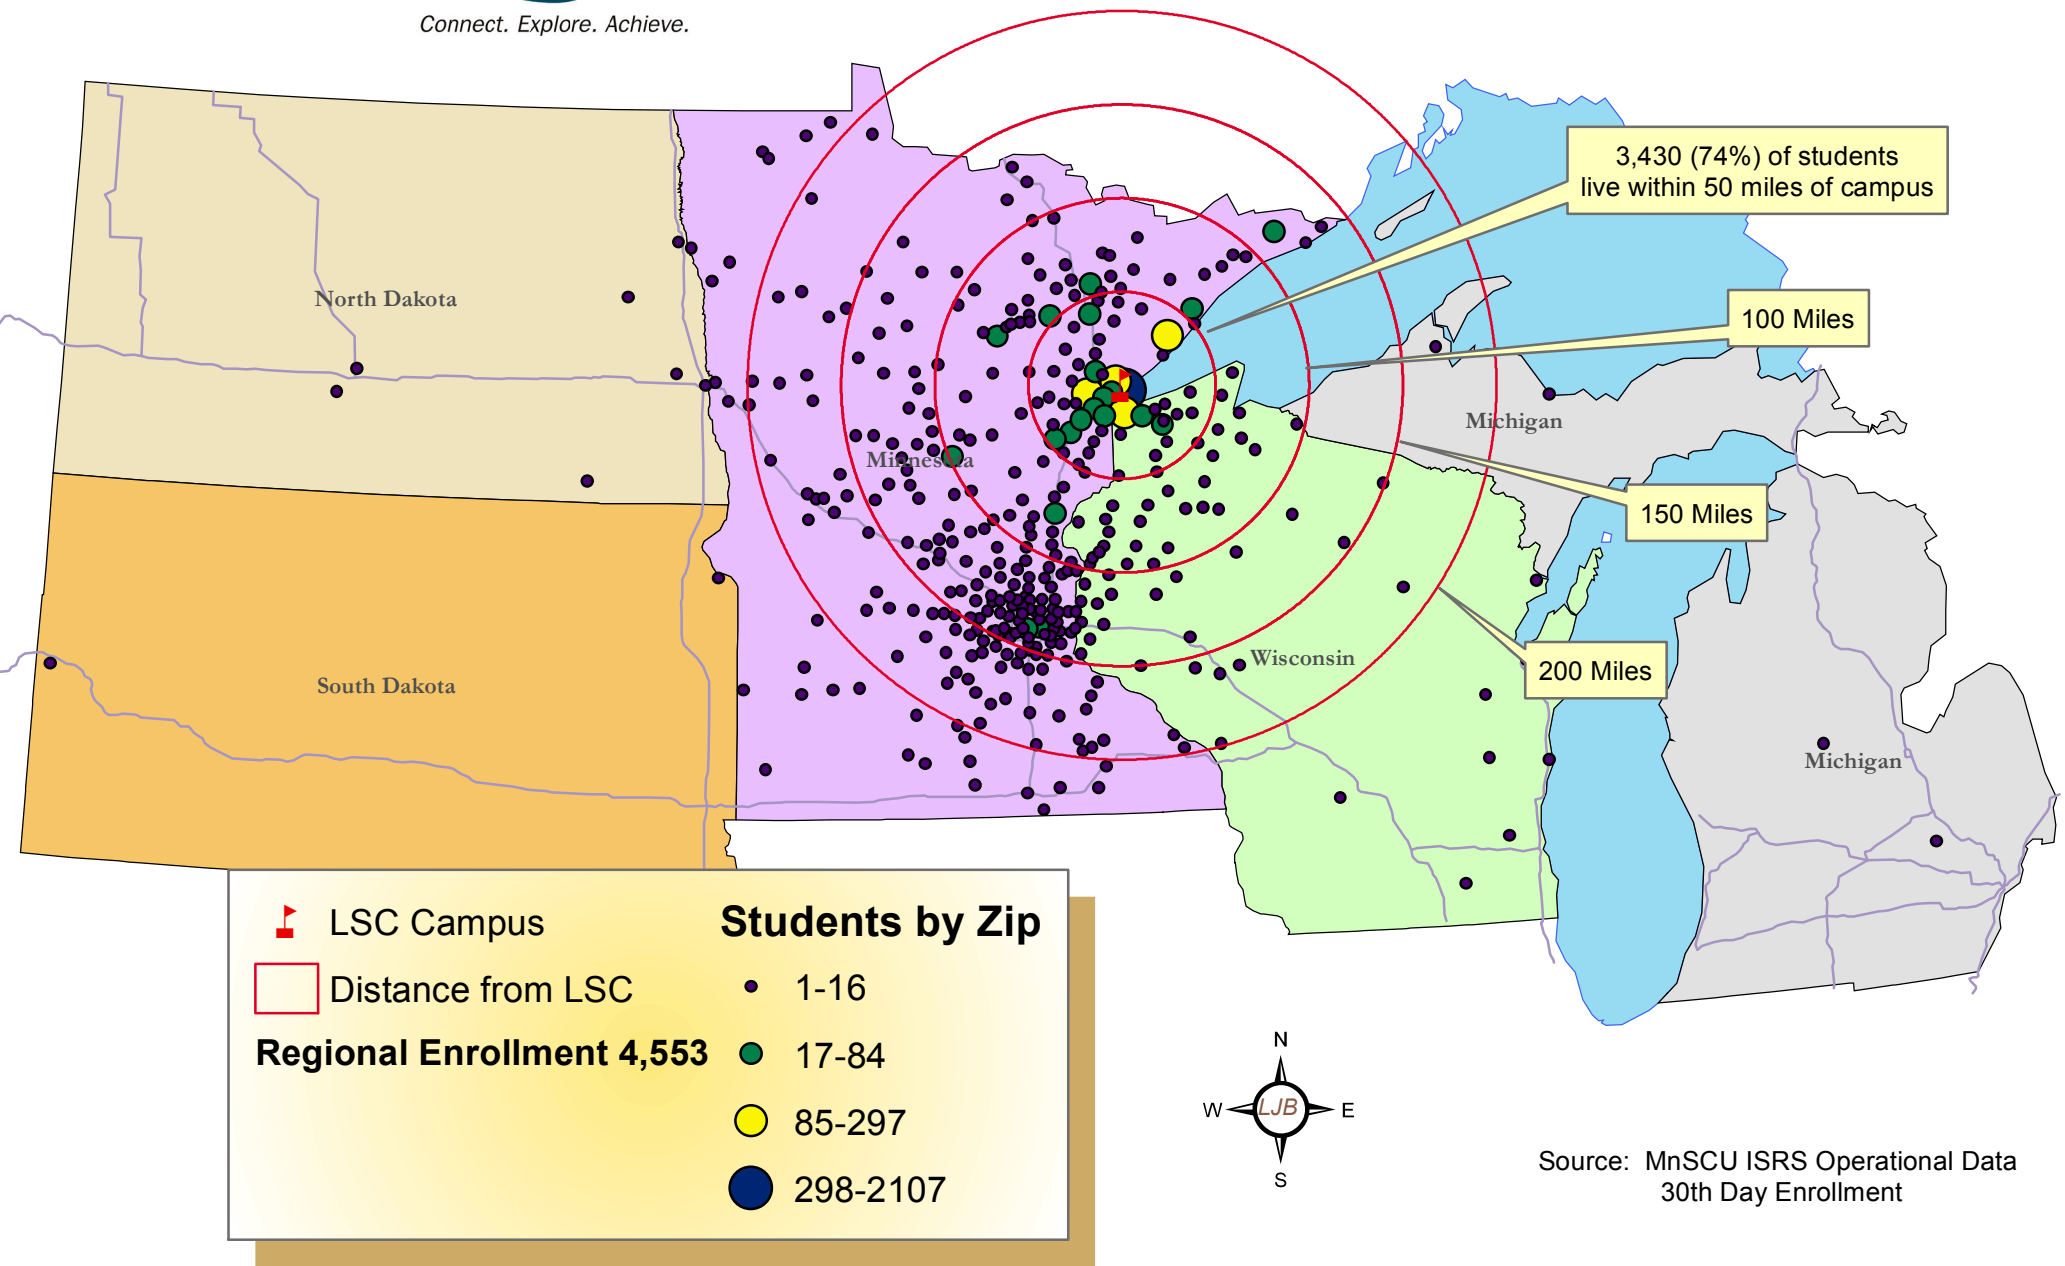 Connect. Explore. Achieve.
3,430 (74%) of students
live within 50 miles of campus
North Dakota
100 Miles
Michigan
Minnesota
150 Miles
Wisconsin
200 Miles
South Dakota
Michigan
LSC Campus
Distance from LSC
Regional Enrollment 4,553
Students by Zip
1-16
17-84
85-297
298-2107
N
W
LJB
E
S
Source: MnSCU ISRS Operational Data
30th Day Enrollment